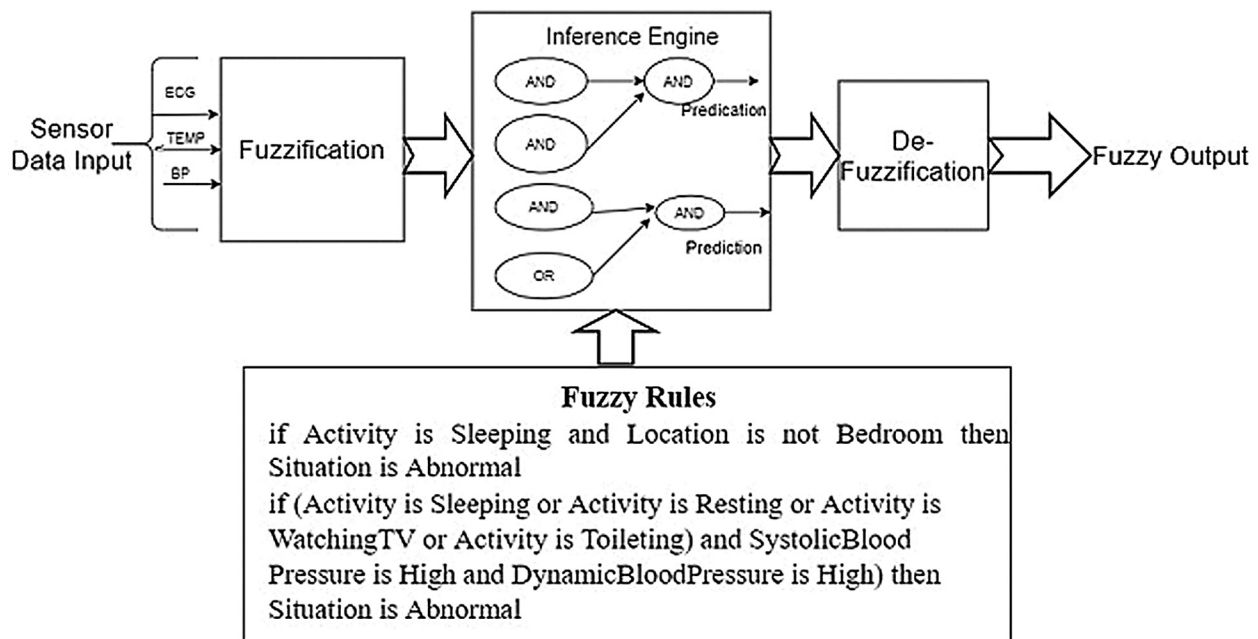 Sensor
Data Input
ECG
TEMP
BP
Fuzzification
Inference Engine
AND
AND
Predication
AND
AND
AND
Prediction
OR
De-
Fuzzification
Fuzzy Output
Fuzzy Rules
if Activity is Sleeping and Location is not Bedroom then
Situation is Abnormal
if (Activity is Sleeping or Activity is Resting or Activity is
WatchingTV or Activity is Toileting) and SystolicBlood
Pressure is High and DynamicBloodPressure is High) then
Situation is Abnormal